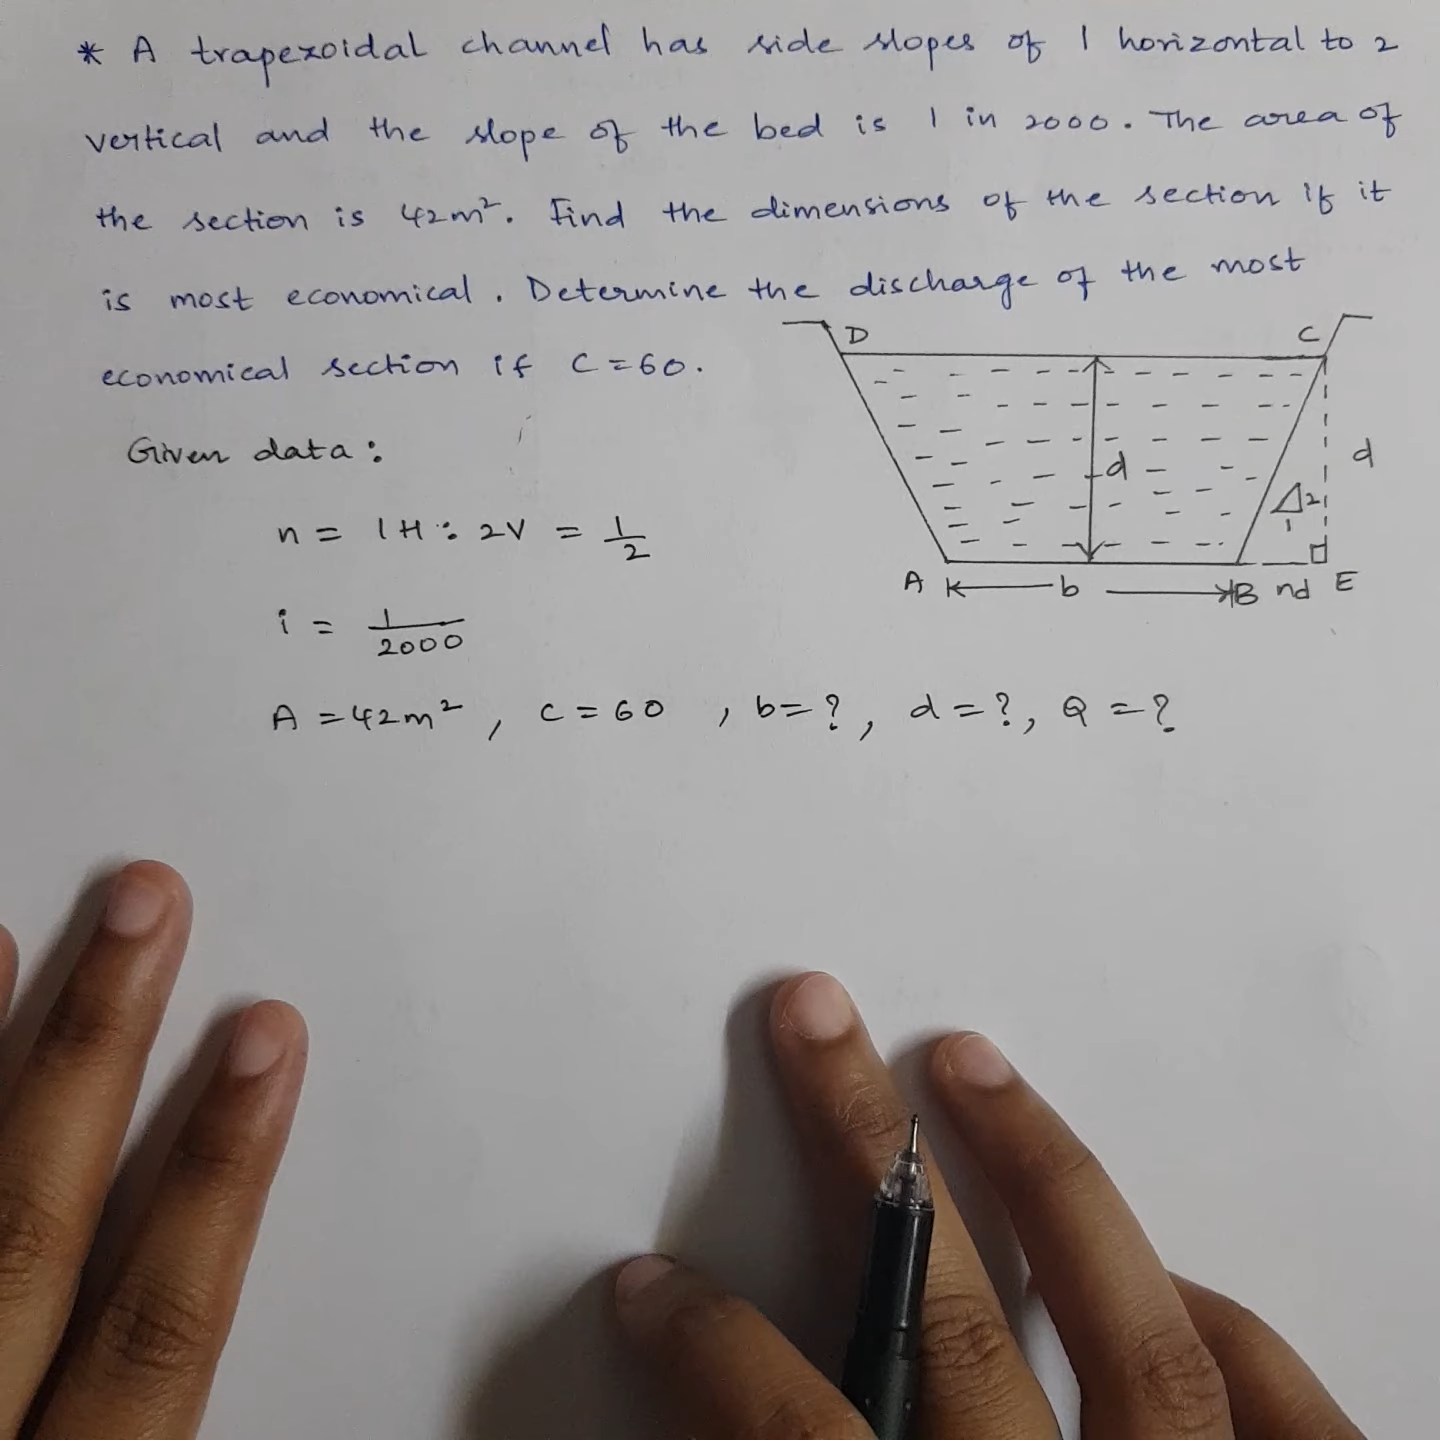 * A trapezoidal channel has side slopes of 1 horizontal to 2
vertical and the slope of the bed is 1 in 2000. The area of
the section is 42m². Find the dimensions of the section if it
is most economical. Determine the discharge of the most
economical section if C = 60.
D C
d d
2
1
A b B nd E
Given data:
n = 1H : 2V = 1/2
i = 1/2000
A = 42m², C = 60, b = ?, d = ?, Q = ?